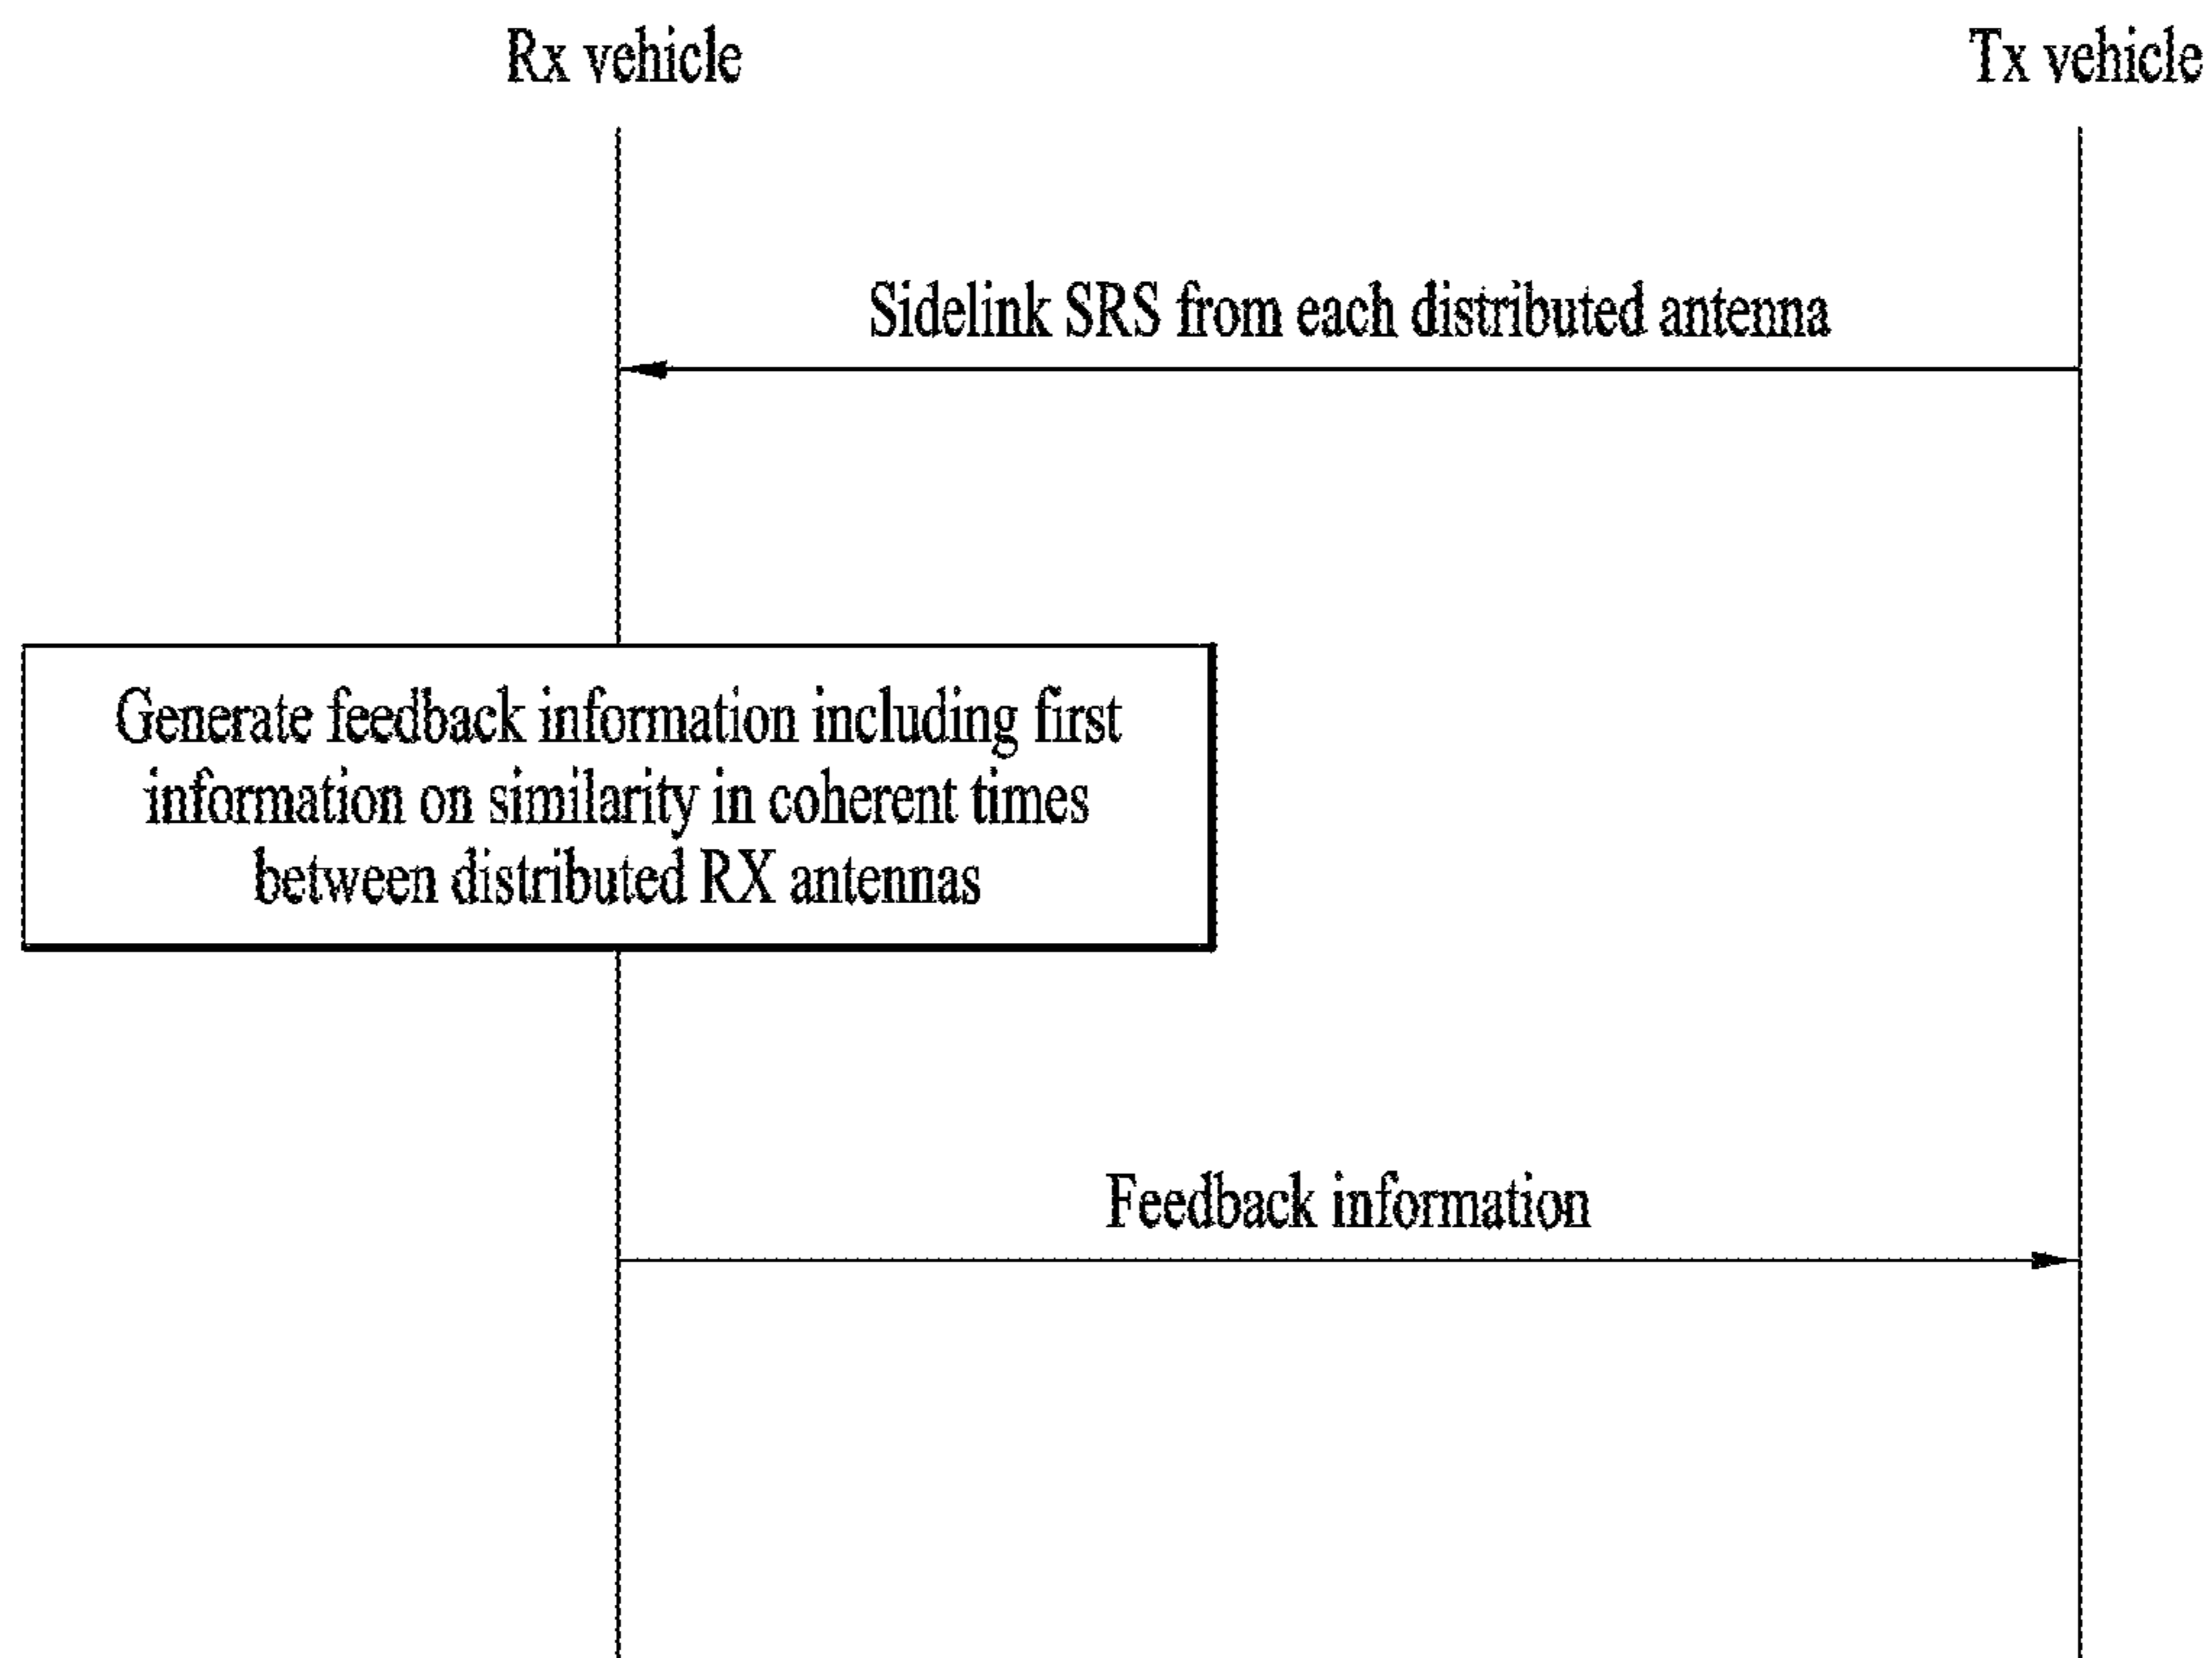 Rx vehicle
Tx vehicle
Sidelink SRS from each distributed antenna
Generate feedback information including first
information on similarity in coherent times
between distributed RX antennas
Feedback information